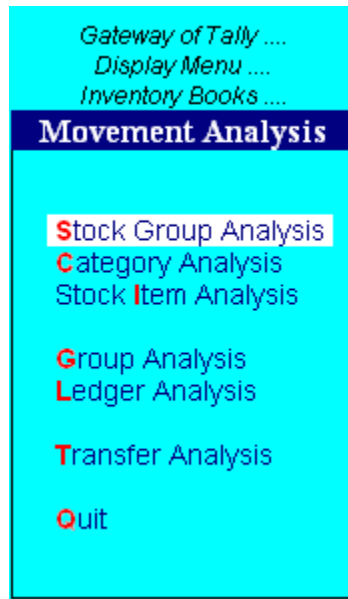 Gateway of Tally ....
Display Menu ....
Inventory Books ....
Movement Analysis
Stock Group Analysis
Category Analysis
Stock Item Analysis
Group Analysis
Ledger Analysis
Transfer Analysis
Quit